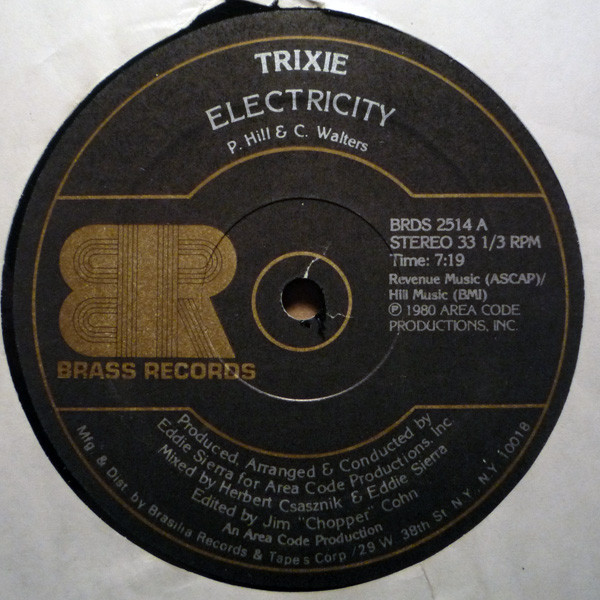 TRIXIE
ELECTRICITY
P. Hill & C. Walters
BRDS 2514 A
STEREO 33 1/3 RPM
Time: 7:19
Revenue Music (ASCAP)/
Hill Music (BMI)
℗ 1980 AREA CODE
PRODUCTIONS, INC.
BR
BRASS RECORDS
Produced, Arranged & Conducted by
Eddie Sierra for Area Code Productions, Inc
Mixed by Herbert Csasznik & Eddie Sierra
Edited by Jim "Chopper" Cohn
An Area Code Production
Mfg & Dist by Brasilia Records & Tapes Corp / 29 W 38th St N.Y., N.Y. 10018